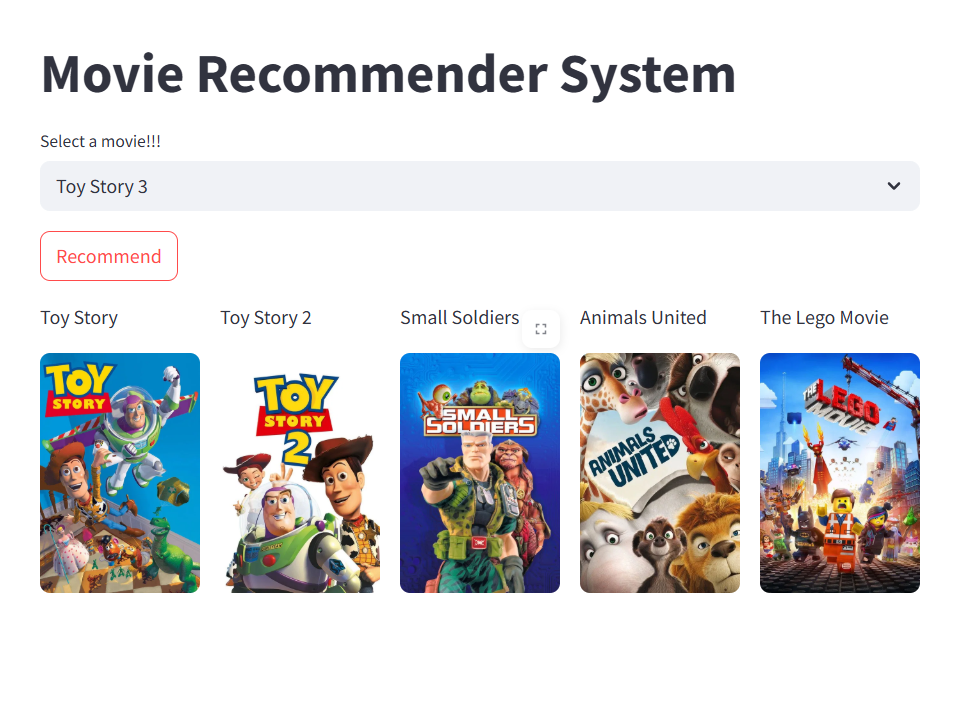 Movie Recommender System
Select a movie!!!
Toy Story 3
Recommend
Toy Story
Toy Story 2
Small Soldiers
Animals United
The Lego Movie
TOY
STORY
TOY
STORY
2
SMALL
SOLDIERS
ANIMALS
UNITED
THE
LEGO
MOVIE